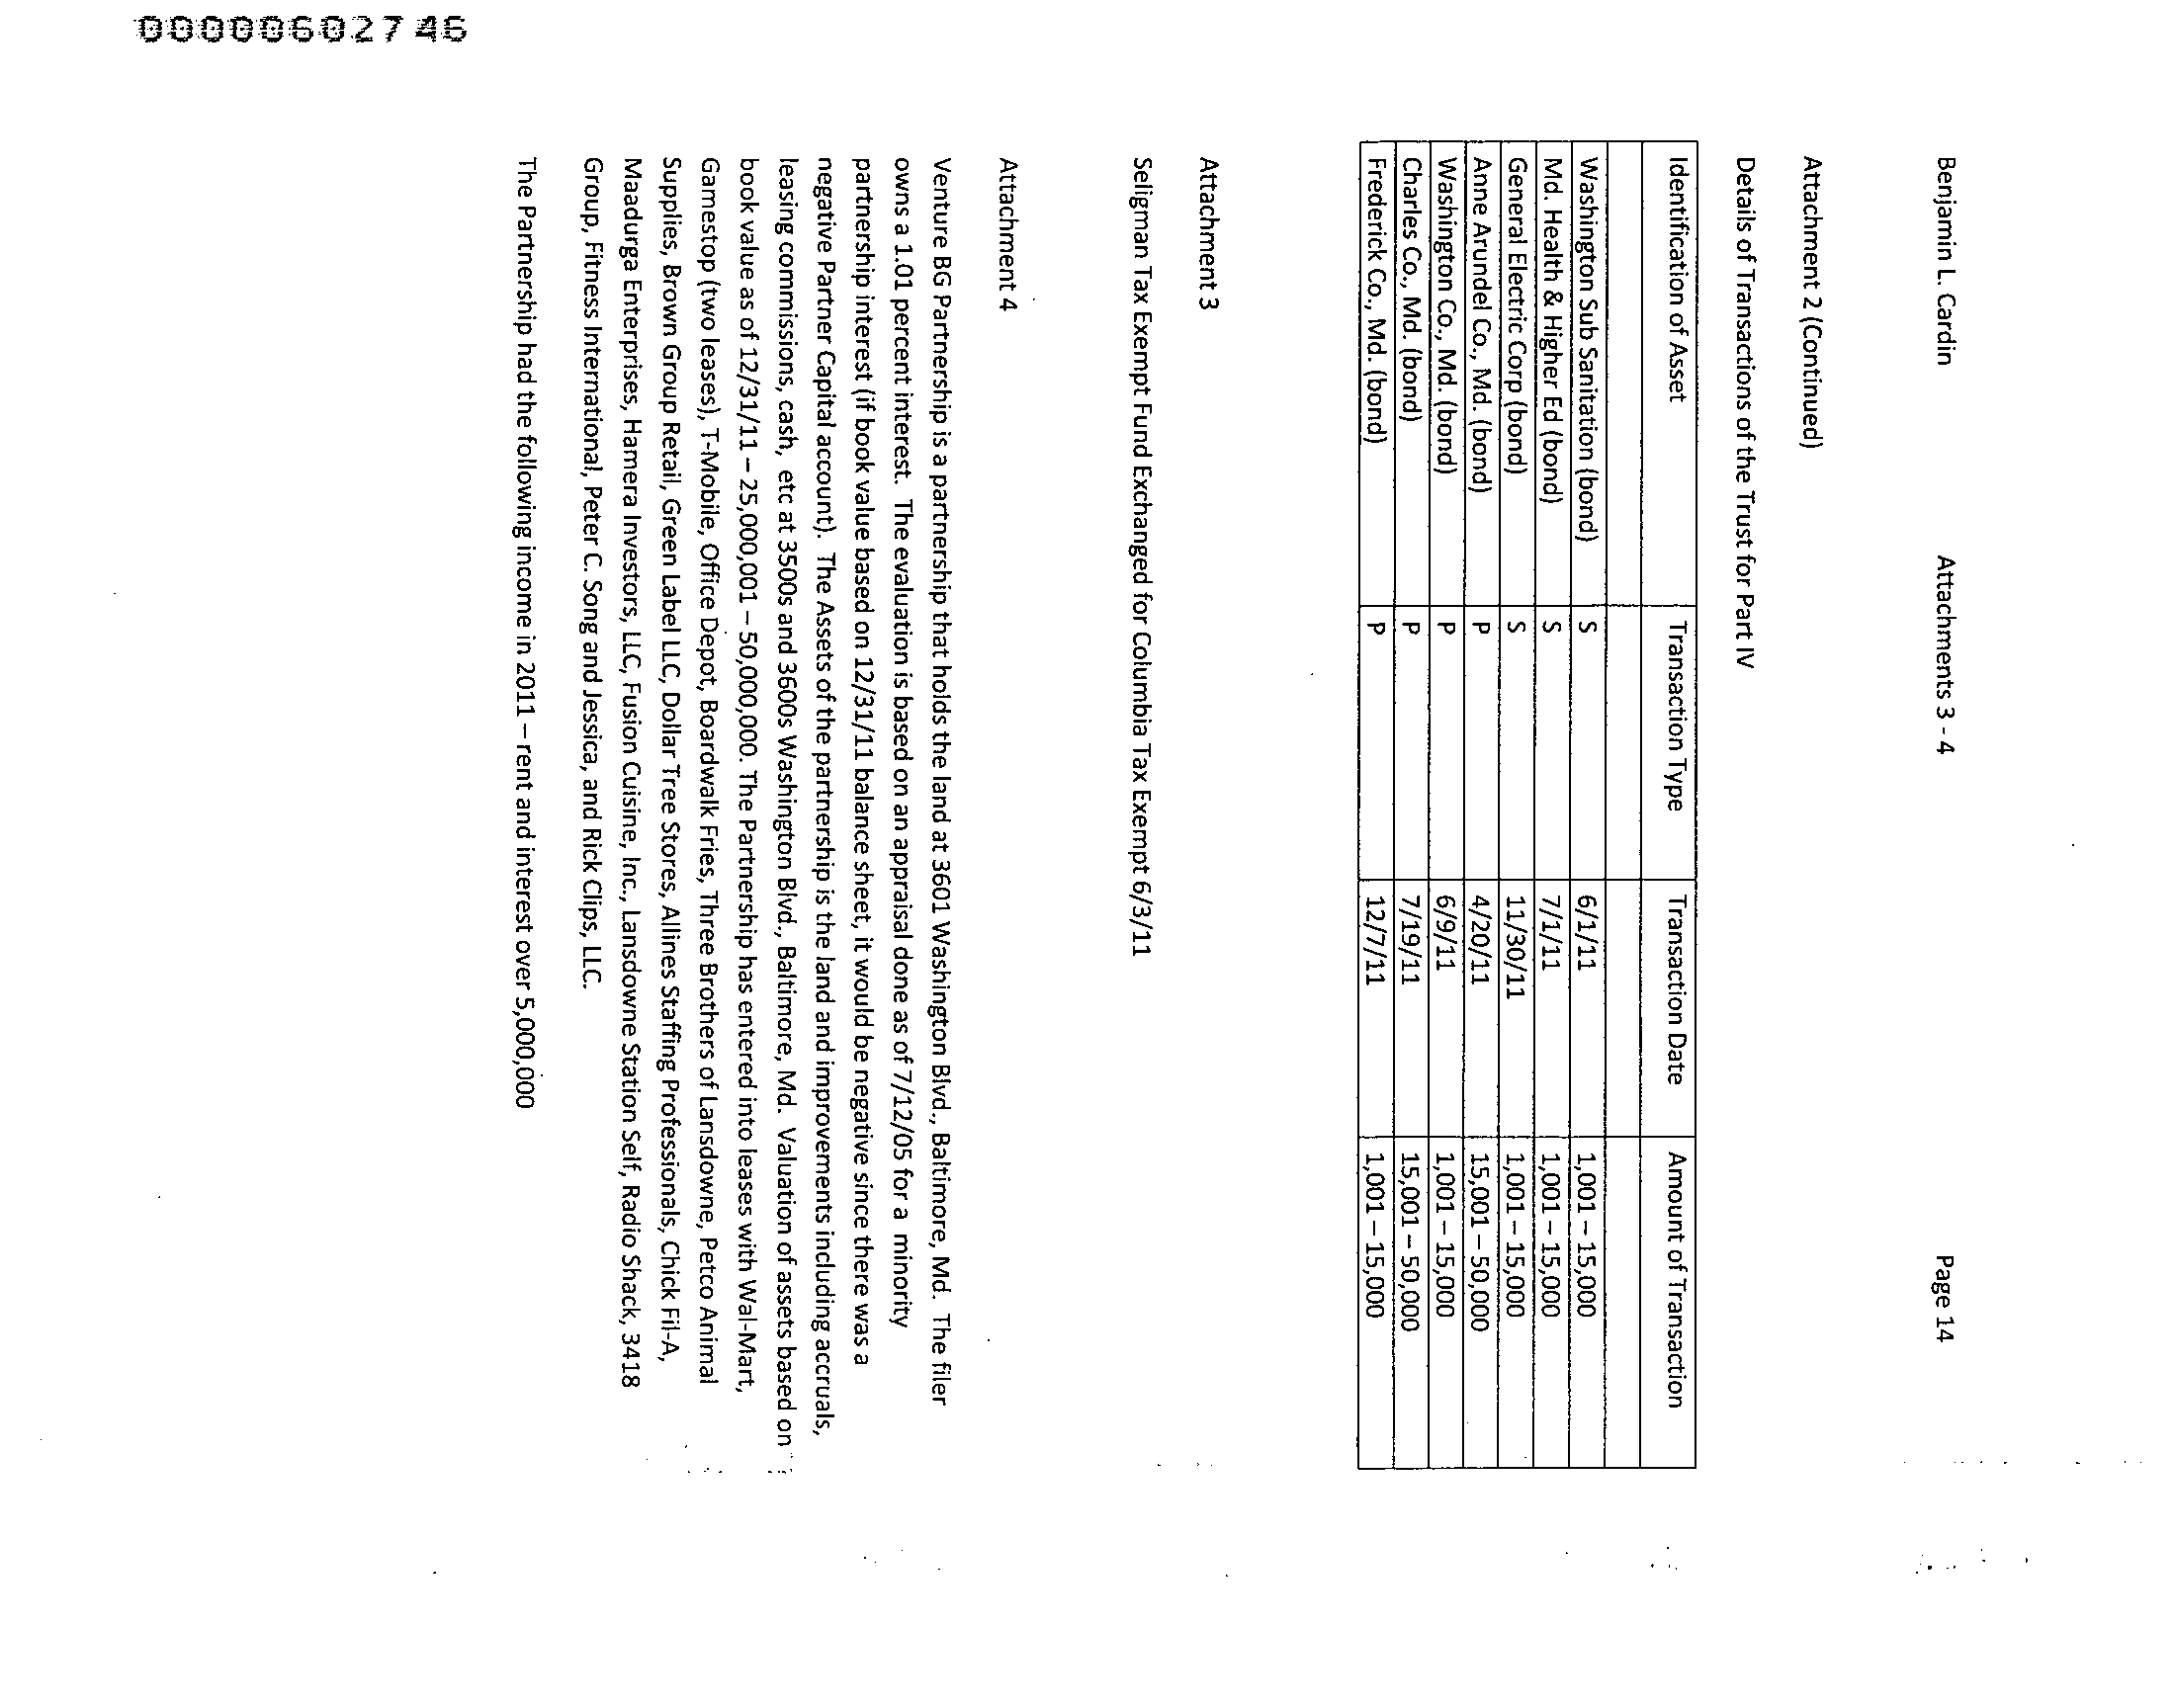 00000602746
Benjamin L. Cardin Attachments 3 - 4 Page 14
Attachment 2 (Continued)
Details of Transactions of the Trust for Part IV
Identification of Asset Transaction Type Transaction Date Amount of Transaction
Washington Sub Sanitation (bond) S 6/1/11 1,001 – 15,000
Md. Health & Higher Ed (bond) S 7/1/11 1,001 – 15,000
General Electric Corp (bond) S 11/30/11 1,001 – 15,000
Anne Arundel Co., Md. (bond) P 4/20/11 15,001 – 50,000
Washington Co., Md. (bond) P 6/9/11 1,001 – 15,000
Charles Co., Md. (bond) P 7/19/11 15,001 – 50,000
Frederick Co., Md. (bond) P 12/7/11 1,001 – 15,000
Attachment 3
Seligman Tax Exempt Fund Exchanged for Columbia Tax Exempt 6/3/11
Attachment 4
Venture BG Partnership is a partnership that holds the land at 3601 Washington Blvd., Baltimore, Md. The filer
owns a 1.01 percent interest. The evaluation is based on an appraisal done as of 7/12/05 for a minority
partnership interest (if book value based on 12/31/11 balance sheet, it would be negative since there was a
negative Partner Capital account). The Assets of the partnership is the land and improvements including accruals,
leasing commissions, cash, etc at 3500s and 3600s Washington Blvd., Baltimore, Md. Valuation of assets based on
book value as of 12/31/11 – 25,000,001 – 50,000,000. The Partnership has entered into leases with Wal-Mart,
Gamestop (two leases), T-Mobile, Office Depot, Boardwalk Fries, Three Brothers of Lansdowne, Petco Animal
Supplies, Brown Group Retail, Green Label LLC, Dollar Tree Stores, Allines Staffing Professionals, Chick Fil-A,
Maadurga Enterprises, Hamera Investors, LLC, Fusion Cuisine, Inc., Lansdowne Station Self, Radio Shack, 3418
Group, Fitness International, Peter C. Song and Jessica, and Rick Clips, LLC.
The Partnership had the following income in 2011 – rent and interest over 5,000,000